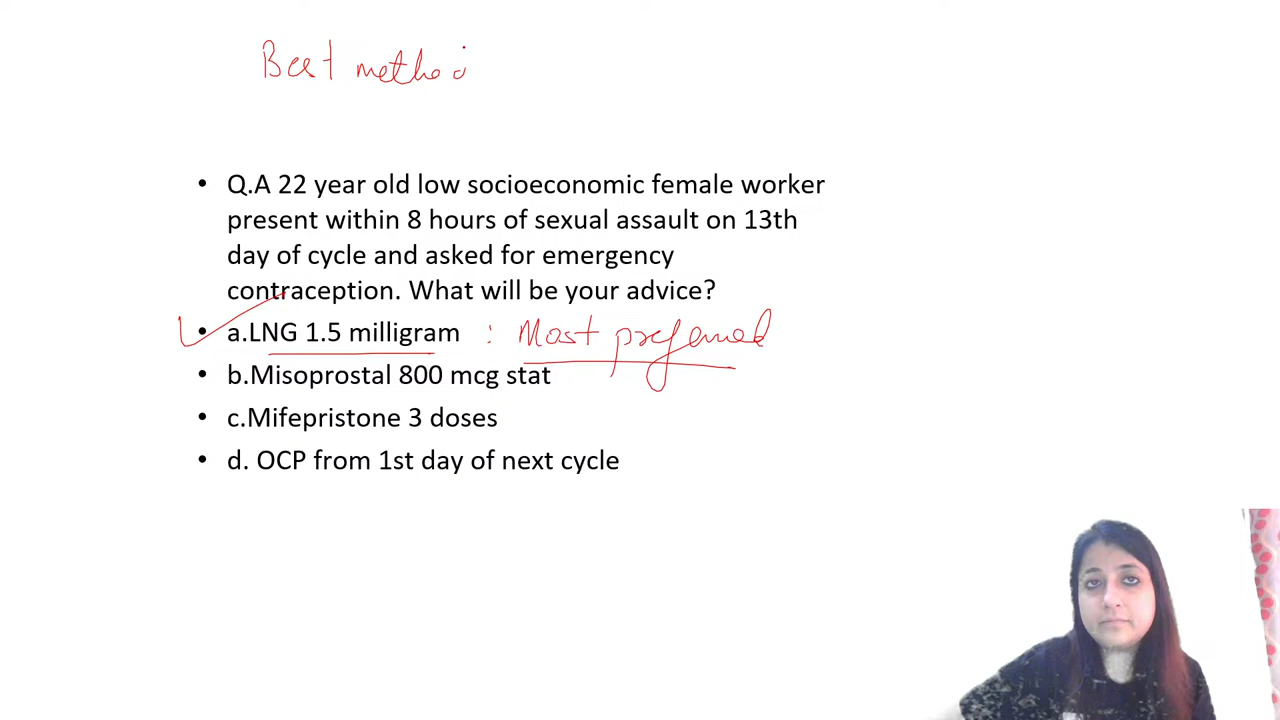 Best method
• Q.A 22 year old low socioeconomic female worker
present within 8 hours of sexual assault on 13th
day of cycle and asked for emergency
contraception. What will be your advice?
• a.LNG 1.5 milligram : Most preferred
• b.Misoprostal 800 mcg stat
• c.Mifepristone 3 doses
• d. OCP from 1st day of next cycle